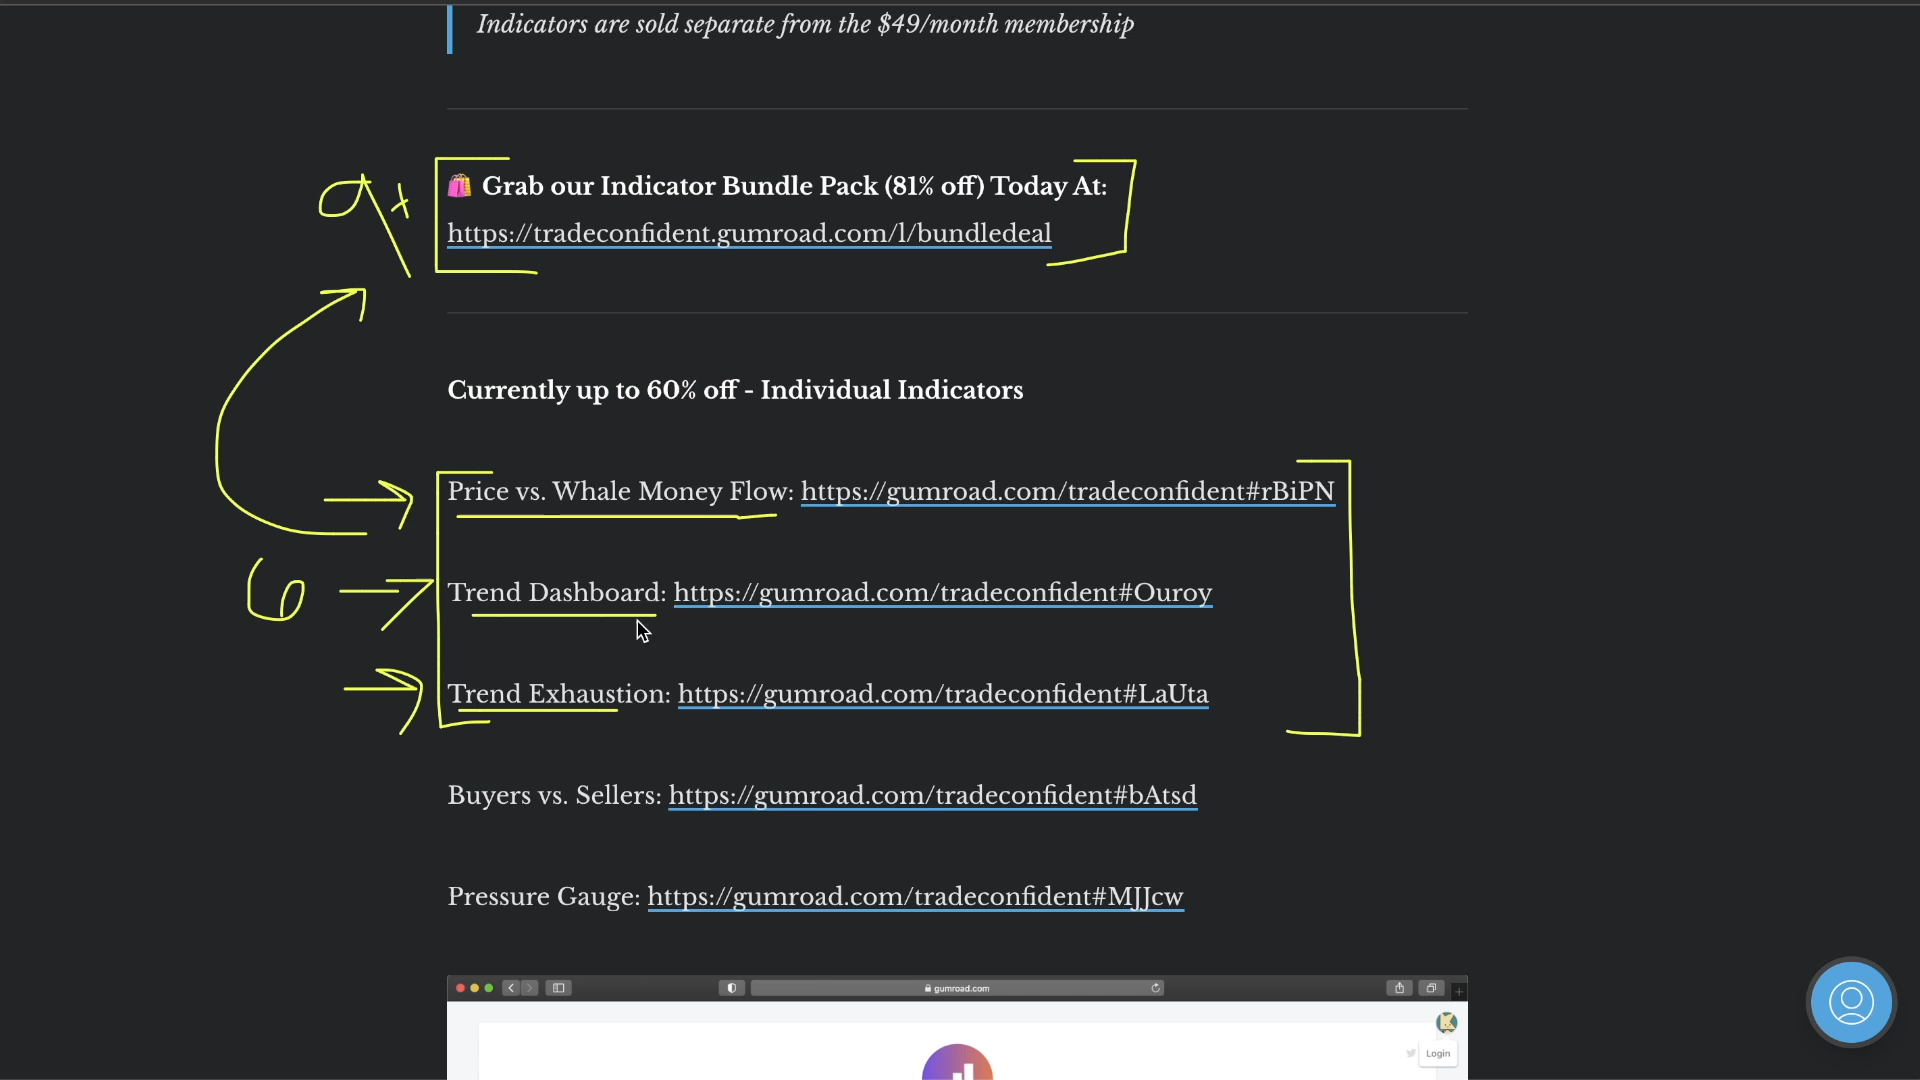 Indicators are sold separate from the $49/month membership
9+
🛍️ Grab our Indicator Bundle Pack (81% off) Today At:
https://tradeconfident.gumroad.com/l/bundledeal
Currently up to 60% off - Individual Indicators
Price vs. Whale Money Flow: https://gumroad.com/tradeconfident#rBiPN
6
Trend Dashboard: https://gumroad.com/tradeconfident#Ouroy
Trend Exhaustion: https://gumroad.com/tradeconfident#LaUta
Buyers vs. Sellers: https://gumroad.com/tradeconfident#bAtsd
Pressure Gauge: https://gumroad.com/tradeconfident#MJJcw
gumroad.com
Login